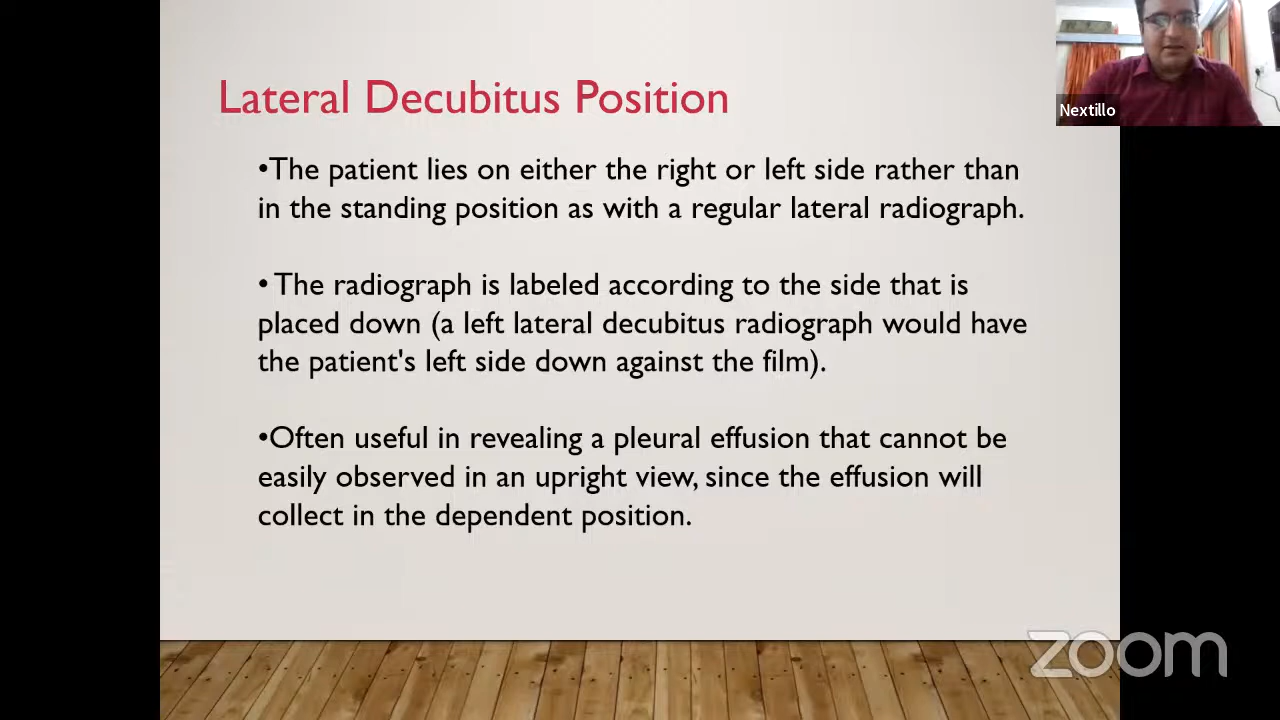 Lateral Decubitus Position
Nextillo
•The patient lies on either the right or left side rather than
in the standing position as with a regular lateral radiograph.
• The radiograph is labeled according to the side that is
placed down (a left lateral decubitus radiograph would have
the patient's left side down against the film).
•Often useful in revealing a pleural effusion that cannot be
easily observed in an upright view, since the effusion will
collect in the dependent position.
zoom